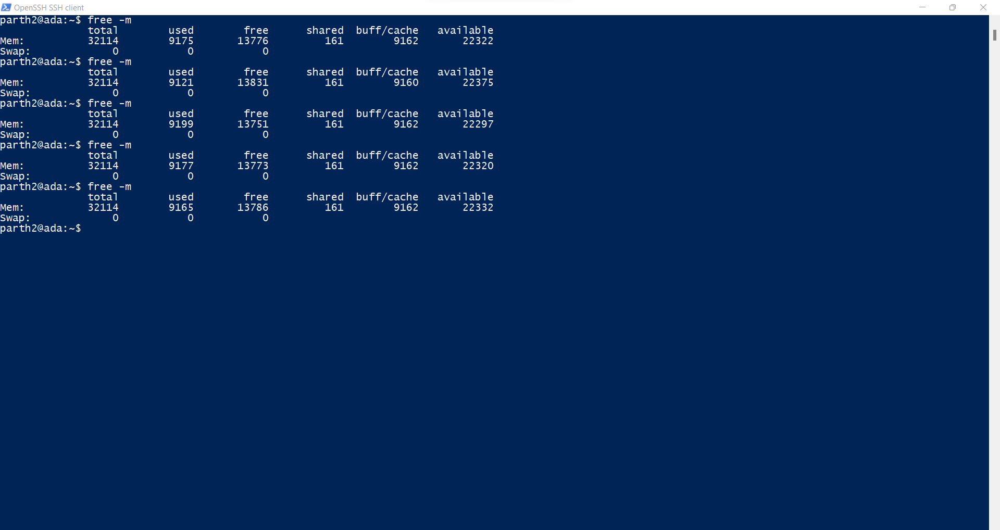 OpenSSH SSH client
parth2@ada:~$ free -m
              total        used        free      shared  buff/cache   available
Mem:          32114        9175       13776         161        9162       22322
Swap:             0           0           0
parth2@ada:~$ free -m
              total        used        free      shared  buff/cache   available
Mem:          32114        9121       13831         161        9160       22375
Swap:             0           0           0
parth2@ada:~$ free -m
              total        used        free      shared  buff/cache   available
Mem:          32114        9199       13751         161        9162       22297
Swap:             0           0           0
parth2@ada:~$ free -m
              total        used        free      shared  buff/cache   available
Mem:          32114        9177       13773         161        9162       22320
Swap:             0           0           0
parth2@ada:~$ free -m
              total        used        free      shared  buff/cache   available
Mem:          32114        9165       13786         161        9162       22332
Swap:             0           0           0
parth2@ada:~$